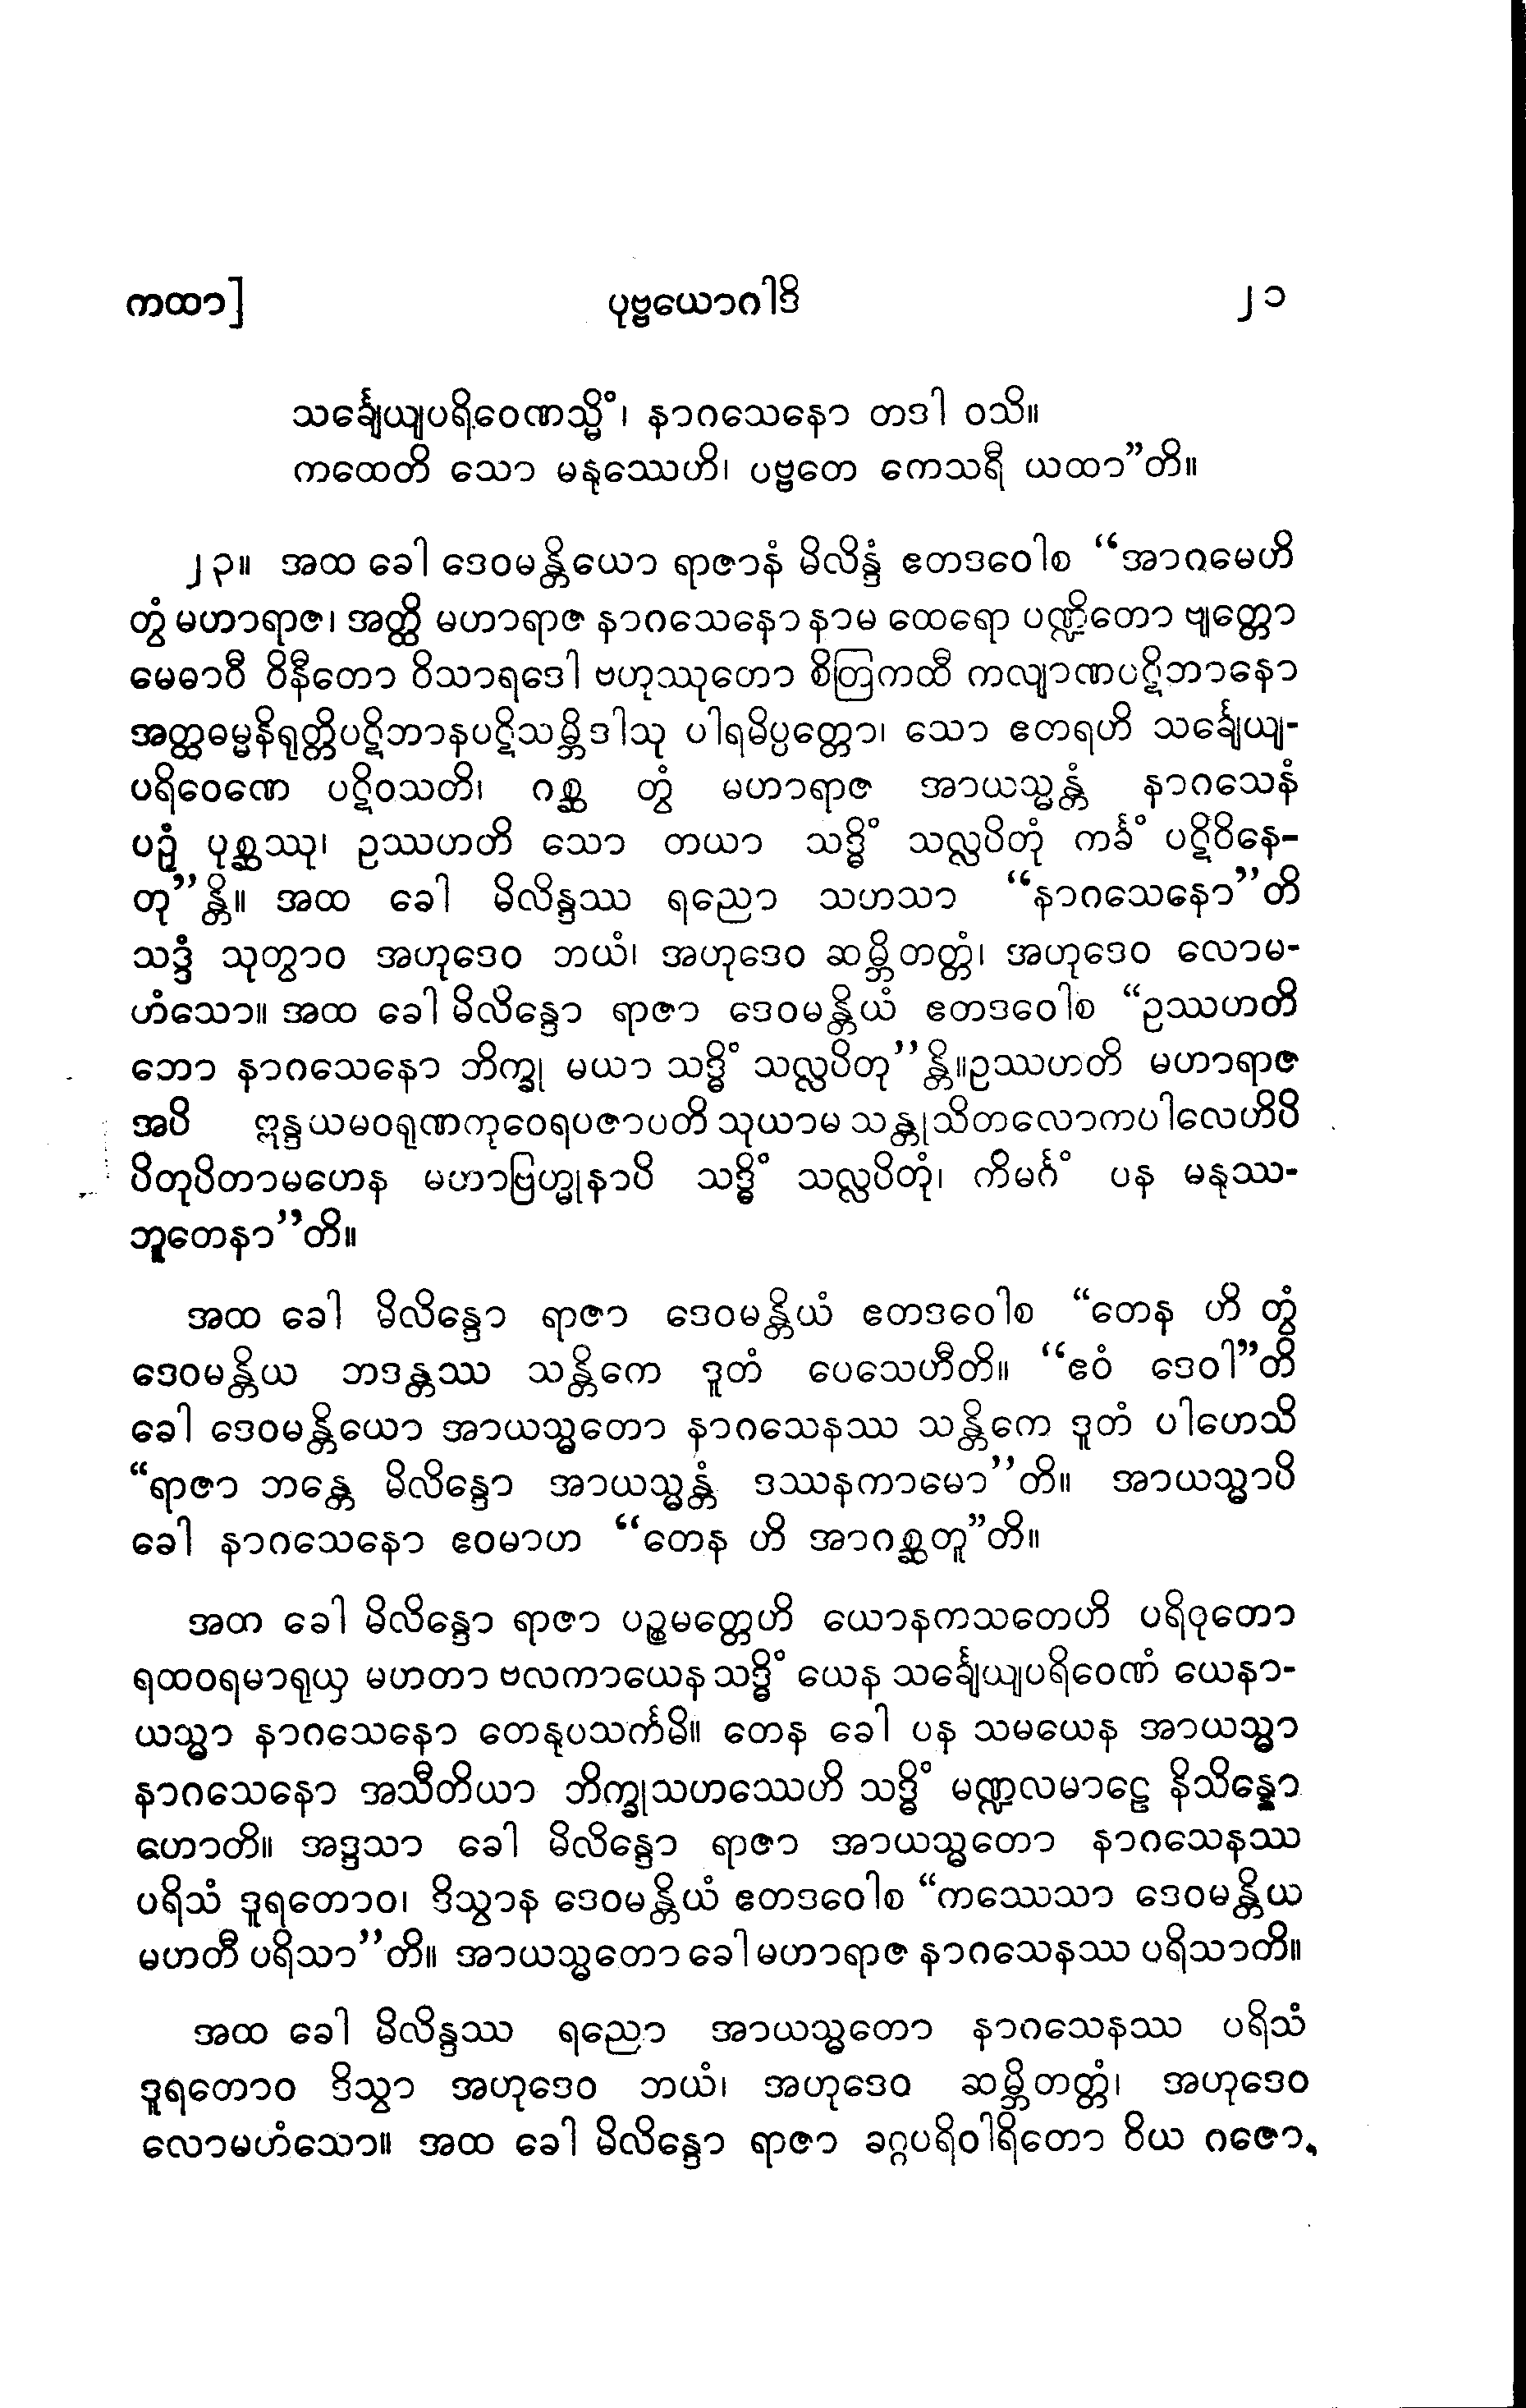 ကထာ] ပုဗ္ဗယောဂါဒိ ၂၁
သင်္ချေယျပရိဝေဏသ္မိံ၊ နာဂသေနော တဒါ ဝသိ။
ကထေတိ သော မနုဿေဟိ၊ ပဗ္ဗတေ ကေသရီ ယထာ”တိ။
၂၃။ အထ ခေါ ဒေဝမန္တိယော ရာဇာနံ မိလိန္ဒံ ဧတဒဝေါစ “အာဂမေဟိ
တွံ မဟာရာဇ၊ အတ္ထိ မဟာရာဇ နာဂသေနော နာမ ထေရော ပဏ္ဍိတော ဗျတ္တော
မေဓာဝီ ဝိနီတော ဝိသာရဒေါ ဗဟုဿုတော စိတြကထီ ကလျာဏပဋိဘာနော
အတ္ထဓမ္မနိရုတ္တိပဋိဘာနပဋိသမ္ဘိဒါသု ပါရမိပ္ပတ္တော၊ သော ဧတရဟိ သင်္ချေယျ-
ပရိဝေဏေ ပဋိဝသတိ၊ ဂစ္ဆ တွံ မဟာရာဇ အာယသ္မန္တံ နာဂသေနံ
ပဉှံ ပုစ္ဆဿု၊ ဥဿဟတိ သော တယာ သဒ္ဓိံ သလ္လပိတုံ ကင်္ခံ ပဋိဝိနေ-
တု”န္တိ။ အထ ခေါ မိလိန္ဒဿ ရညော သဟသာ “နာဂသေနော”တိ
သဒ္ဒံ သုတွာဝ အဟုဒေဝ ဘယံ၊ အဟုဒေဝ ဆမ္ဘိတတ္တံ၊ အဟုဒေဝ လောမ-
ဟံသော။ အထ ခေါ မိလိန္ဒော ရာဇာ ဒေဝမန္တိယံ ဧတဒဝေါစ “ဥဿဟတိ
ဘော နာဂသေနော ဘိက္ခု မယာ သဒ္ဓိံ သလ္လပိတု”န္တိ။ဥဿဟတိ မဟာရာဇ
အပိ ဣန္ဒယမဝရုဏကုဝေရပဇာပတိ သုယာမ သန္တုသိတလောကပါလေဟိပိ
ပိတုပိတာမဟေန မဟာဗြဟ္မုနာပိ သဒ္ဓိံ သလ္လပိတုံ၊ ကိမင်္ဂံ ပန မနုဿ-
ဘူတေနာ”တိ။
အထ ခေါ မိလိန္ဒော ရာဇာ ဒေဝမန္တိယံ ဧတဒဝေါစ “တေန ဟိ တွံ
ဒေဝမန္တိယ ဘဒန္တဿ သန္တိကေ ဒူတံ ပေသေဟီတိ။ “ဧဝံ ဒေဝါ”တိ
ခေါ ဒေဝမန္တိယော အာယသ္မတော နာဂသေနဿ သန္တိကေ ဒူတံ ပါဟေသိ
“ရာဇာ ဘန္တေ မိလိန္ဒော အာယသ္မန္တံ ဒဿနကာမော”တိ။ အာယသ္မာပိ
ခေါ နာဂသေနော ဧဝမာဟ “တေန ဟိ အာဂစ္ဆတူ”တိ။
အထ ခေါ မိလိန္ဒော ရာဇာ ပဉ္စမတ္တေဟိ ယောနကသတေဟိ ပရိဝုတော
ရထဝရမာရုယှ မဟတာ ဗလကာယေန သဒ္ဓိံ ယေန သင်္ချေယျပရိဝေဏံ ယေနာ-
ယသ္မာ နာဂသေနော တေနုပသင်္ကမိ။ တေန ခေါ ပန သမယေန အာယသ္မာ
နာဂသေနော အသီတိယာ ဘိက္ခုသဟဿေဟိ သဒ္ဓိံ မဏ္ဍလမာဠေ နိသိန္နော
ဟောတိ။ အဒ္ဒသာ ခေါ မိလိန္ဒော ရာဇာ အာယသ္မတော နာဂသေနဿ
ပရိသံ ဒူရတောဝ၊ ဒိသွာန ဒေဝမန္တိယံ ဧတဒဝေါစ “ကဿေသာ ဒေဝမန္တိယ
မဟတီ ပရိသာ”တိ။ အာယသ္မတော ခေါ မဟာရာဇ နာဂသေနဿ ပရိသာတိ။
အထ ခေါ မိလိန္ဒဿ ရညော အာယသ္မတော နာဂသေနဿ ပရိသံ
ဒူရတောဝ ဒိသွာ အဟုဒေဝ ဘယံ၊ အဟုဒေဝ ဆမ္ဘိတတ္တံ၊ အဟုဒေဝ
လောမဟံသော။ အထ ခေါ မိလိန္ဒော ရာဇာ ခဂ္ဂပရိဝါရိတော ဝိယ ဂဇော,